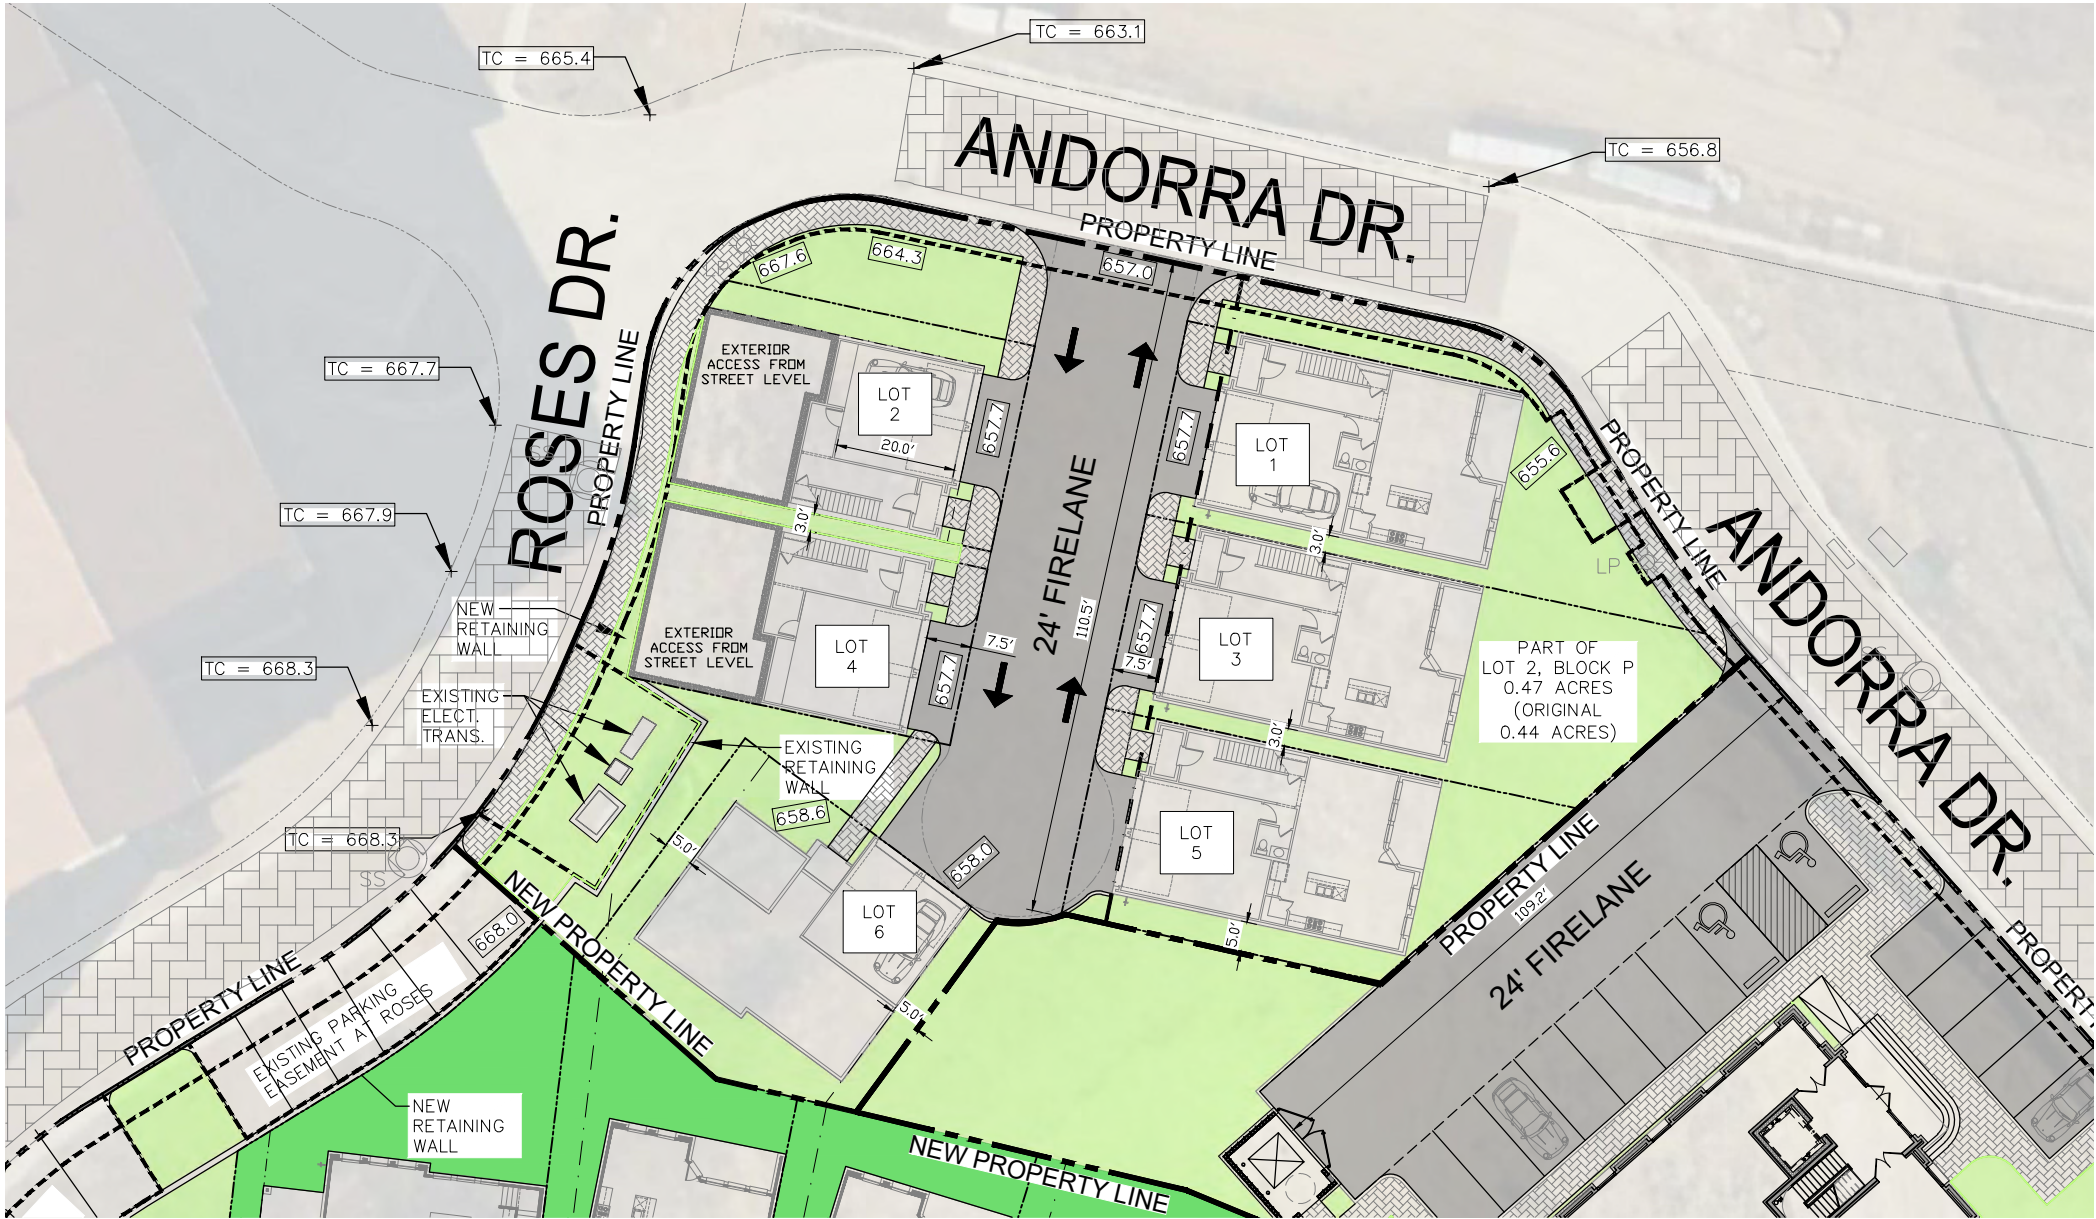 TC = 663.1
TC = 665.4
ANDORRA DR.
TC = 656.8
PROPERTY LINE
657.0
667.6
664.3
ROSES DR.
PROPERTY LINE
EXTERIOR
ACCESS FROM
STREET LEVEL
TC = 667.7
LOT
2
20.0'
657.7
657.7
LOT
1
655.6
PROPERTY LINE
ANDORRA DR.
LP
TC = 667.9
3.0'
3.0'
24' FIRELANE
110.5'
NEW
RETAINING
WALL
EXTERIOR
ACCESS FROM
STREET LEVEL
LOT
4
7.5'
657.7
657.7
7.5'
LOT
3
PART OF
LOT 2, BLOCK P
0.47 ACRES
(ORIGINAL
0.44 ACRES)
TC = 668.3
EXISTING
ELECT.
TRANS.
EXISTING
RETAINING
WALL
3.0'
658.6
5.0'
LOT
5
TC = 668.3
SS
658.0
LOT
6
5.0'
5.0'
PROPERTY LINE
109.2'
24' FIRELANE
PROPERTY
668.0
NEW PROPERTY LINE
PROPERTY LINE
EXISTING PARKING
EASEMENT AT ROSES
NEW
RETAINING
WALL
NEW PROPERTY LINE